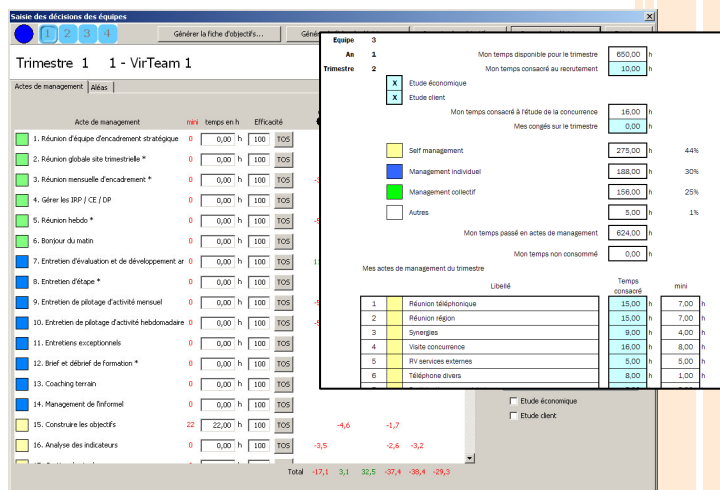 Saisie des décisions des équipes
1 2 3 4
Générer la fiche d'objectifs...
Trimestre 1 1 - VirTeam 1
Actes de management Aléas
Acte de management mini temps en h Efficacité
1. Réunion d'équipe d'encadrement stratégique 0 0,00 h 100 TOS
2. Réunion globale site trimestrielle * 0 0,00 h 100 TOS
3. Réunion mensuelle d'encadrement * 0 0,00 h 100 TOS
4. Gérer les IRP / CE / DP 0 0,00 h 100 TOS
5. Réunion hebdo * 0 0,00 h 100 TOS
6. Bonjour du matin 0 0,00 h 100 TOS
7. Entretien d'évaluation et de développement ar 0 0,00 h 100 TOS
8. Entretien d'étape * 0 0,00 h 100 TOS
9. Entretien de pilotage d'activité mensuel 0 0,00 h 100 TOS
10. Entretien de pilotage d'activité hebdomadaire 0 0,00 h 100 TOS
11. Entretiens exceptionnels 0 0,00 h 100 TOS
12. Brief et débrief de formation * 0 0,00 h 100 TOS
13. Coaching terrain 0 0,00 h 100 TOS
14. Management de l'informel 0 0,00 h 100 TOS
15. Construire les objectifs 22 22,00 h 100 TOS -4,6 -1,7
16. Analyse des indicateurs 0 0,00 h 100 TOS -3,5 -2,6 -3,2
Total -17,1 3,1 32,5 -37,4 -38,4 -29,3
Etude économique
Etude client
Equipe 3
An 1 Mon temps disponible pour le trimestre 650,00 h
Trimestre 2 Mon temps consacré au recrutement 10,00 h
X Etude économique
X Etude client
Mon temps consacré à l'étude de la concurrence 16,00 h
Mes congés sur le trimestre 0,00 h
Self management 275,00 h 44%
Management individuel 188,00 h 30%
Management collectif 156,00 h 25%
Autres 5,00 h 1%
Mon temps passé en actes de management 624,00 h
Mon temps non consommé 0,00 h
Mes actes de management du trimestre
Libellé Temps consacré mini
1 Réunion téléphonique 15,00 h 7,00 h
2 Réunion région 15,00 h 7,00 h
3 Synergies 9,00 h 4,00 h
4 Visite concurrence 16,00 h 8,00 h
5 RV services externes 5,00 h 5,00 h
6 Téléphone divers 8,00 h 1,00 h